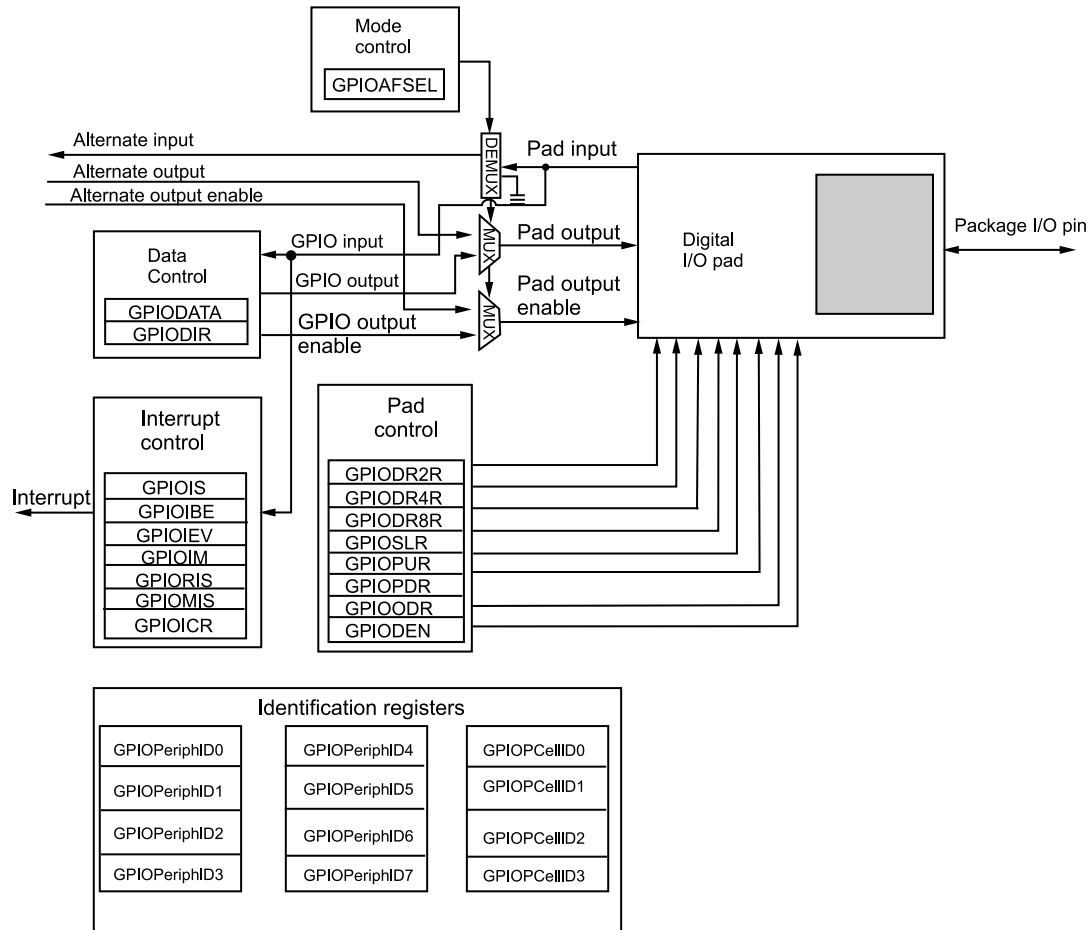 Mode
control
GPIOAFSEL
Alternate input
Alternate output
Alternate output enable
DEMUX
Pad input
MUX
Pad output
GPIO input
Data
Control
GPIODATA
GPIODIR
GPIO output
GPIO output
enable
MUX
Pad output
enable
Digital
I/O pad
Package I/O pin
Interrupt
control
GPIOIS
GPIOIBE
GPIOIEV
GPIOIM
GPIORIS
GPIOMIS
GPIOICR
Interrupt
Pad
control
GPIODR2R
GPIODR4R
GPIODR8R
GPIOSLR
GPIOPUR
GPIOPDR
GPIOODR
GPIODEN
Identification registers
GPIOPeriphID0
GPIOPeriphID1
GPIOPeriphID2
GPIOPeriphID3
GPIOPeriphID4
GPIOPeriphID5
GPIOPeriphID6
GPIOPeriphID7
GPIOPCellID0
GPIOPCellID1
GPIOPCellID2
GPIOPCellID3